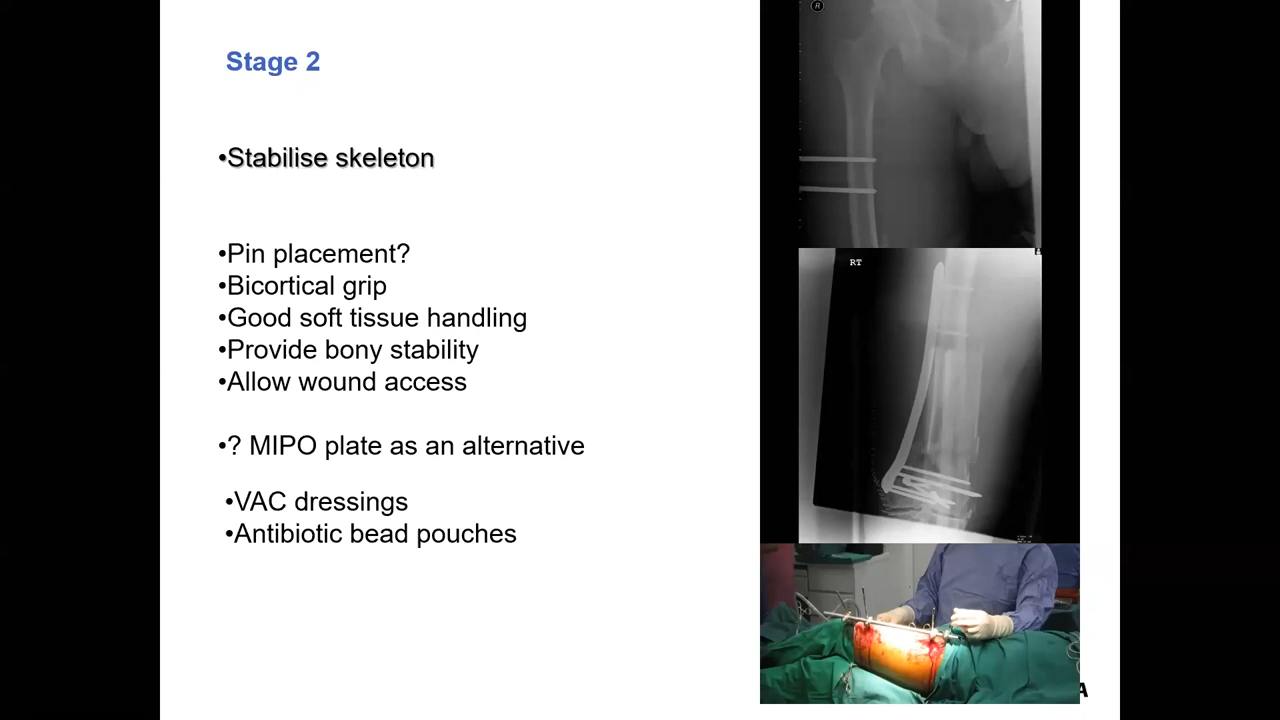 Stage 2
•Stabilise skeleton
•Pin placement?
•Bicortical grip
•Good soft tissue handling
•Provide bony stability
•Allow wound access
•? MIPO plate as an alternative
•VAC dressings
•Antibiotic bead pouches
R
RT
A